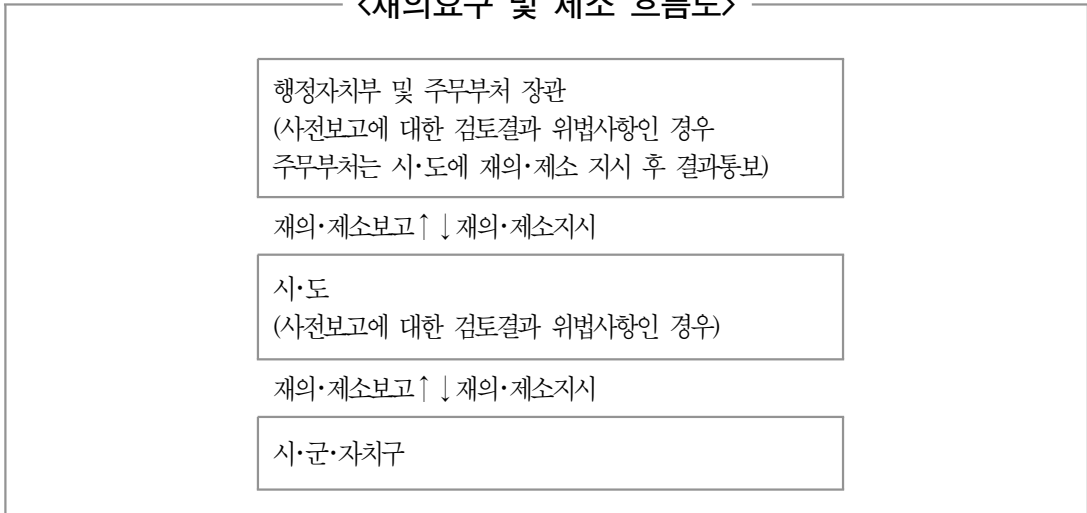 <재의요구 및 제소 흐름도>
행정자치부 및 주무부처 장관
(사전보고에 대한 검토결과 위법사항인 경우
주무부처는 시·도에 재의·제소 지시 후 결과통보)
재의·제소보고↑↓재의·제소지시
시·도
(사전보고에 대한 검토결과 위법사항인 경우)
재의·제소보고↑↓재의·제소지시
시·군·자치구